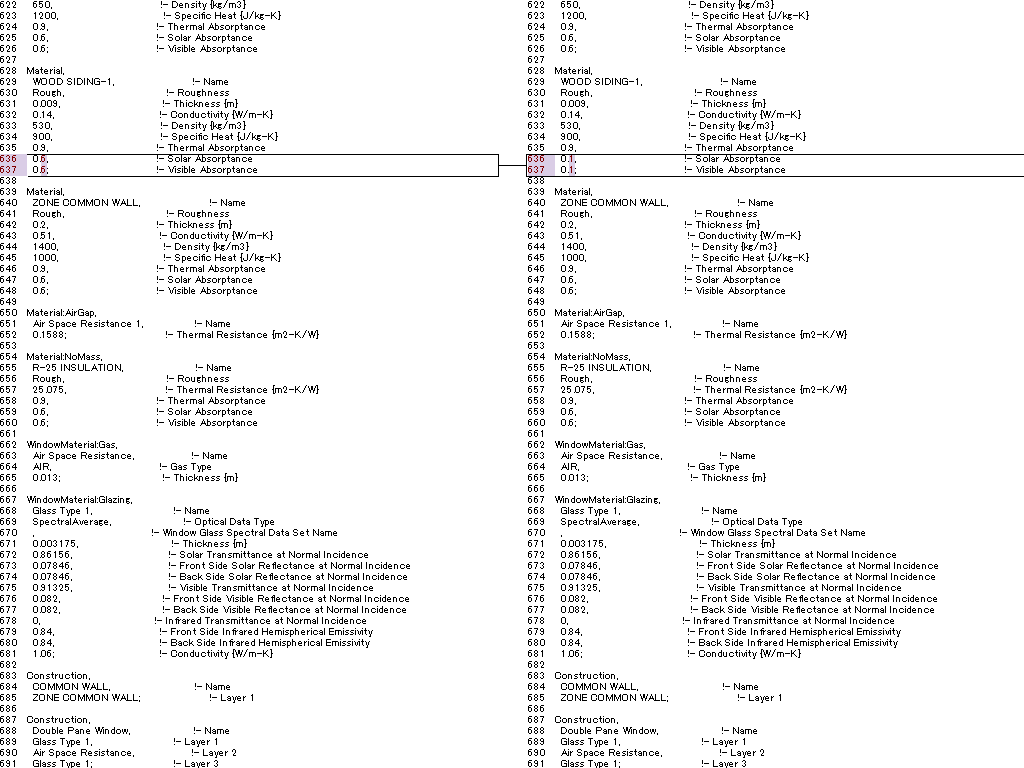 622 650, !- Density {kg/m3}
623 1200, !- Specific Heat {J/kg-K}
624 0.9, !- Thermal Absorptance
625 0.6, !- Solar Absorptance
626 0.6; !- Visible Absorptance
627
628 Material,
629 WOOD SIDING-1, !- Name
630 Rough, !- Roughness
631 0.009, !- Thickness {m}
632 0.14, !- Conductivity {W/m-K}
633 530, !- Density {kg/m3}
634 900, !- Specific Heat {J/kg-K}
635 0.9, !- Thermal Absorptance
636 0.6, !- Solar Absorptance
637 0.6; !- Visible Absorptance
638
639 Material,
640 ZONE COMMON WALL, !- Name
641 Rough, !- Roughness
642 0.2, !- Thickness {m}
643 0.51, !- Conductivity {W/m-K}
644 1400, !- Density {kg/m3}
645 1000, !- Specific Heat {J/kg-K}
646 0.9, !- Thermal Absorptance
647 0.6, !- Solar Absorptance
648 0.6; !- Visible Absorptance
649
650 Material:AirGap,
651 Air Space Resistance 1, !- Name
652 0.1588; !- Thermal Resistance {m2-K/W}
653
654 Material:NoMass,
655 R-25 INSULATION, !- Name
656 Rough, !- Roughness
657 25.075, !- Thermal Resistance {m2-K/W}
658 0.9, !- Thermal Absorptance
659 0.6, !- Solar Absorptance
660 0.6; !- Visible Absorptance
661
662 WindowMaterial:Gas,
663 Air Space Resistance, !- Name
664 AIR, !- Gas Type
665 0.013; !- Thickness {m}
666
667 WindowMaterial:Glazing,
668 Glass Type 1, !- Name
669 SpectralAverage, !- Optical Data Type
670 , !- Window Glass Spectral Data Set Name
671 0.003175, !- Thickness {m}
672 0.86156, !- Solar Transmittance at Normal Incidence
673 0.07846, !- Front Side Solar Reflectance at Normal Incidence
674 0.07846, !- Back Side Solar Reflectance at Normal Incidence
675 0.91325, !- Visible Transmittance at Normal Incidence
676 0.082, !- Front Side Visible Reflectance at Normal Incidence
677 0.082, !- Back Side Visible Reflectance at Normal Incidence
678 0, !- Infrared Transmittance at Normal Incidence
679 0.84, !- Front Side Infrared Hemispherical Emissivity
680 0.84, !- Back Side Infrared Hemispherical Emissivity
681 1.06; !- Conductivity {W/m-K}
682
683 Construction,
684 COMMON WALL, !- Name
685 ZONE COMMON WALL; !- Layer 1
686
687 Construction,
688 Double Pane Window, !- Name
689 Glass Type 1, !- Layer 1
690 Air Space Resistance, !- Layer 2
691 Glass Type 1; !- Layer 3
622 650, !- Density {kg/m3}
623 1200, !- Specific Heat {J/kg-K}
624 0.9, !- Thermal Absorptance
625 0.6, !- Solar Absorptance
626 0.6; !- Visible Absorptance
627
628 Material,
629 WOOD SIDING-1, !- Name
630 Rough, !- Roughness
631 0.009, !- Thickness {m}
632 0.14, !- Conductivity {W/m-K}
633 530, !- Density {kg/m3}
634 900, !- Specific Heat {J/kg-K}
635 0.9, !- Thermal Absorptance
636 0.1, !- Solar Absorptance
637 0.1; !- Visible Absorptance
638
639 Material,
640 ZONE COMMON WALL, !- Name
641 Rough, !- Roughness
642 0.2, !- Thickness {m}
643 0.51, !- Conductivity {W/m-K}
644 1400, !- Density {kg/m3}
645 1000, !- Specific Heat {J/kg-K}
646 0.9, !- Thermal Absorptance
647 0.6, !- Solar Absorptance
648 0.6; !- Visible Absorptance
649
650 Material:AirGap,
651 Air Space Resistance 1, !- Name
652 0.1588; !- Thermal Resistance {m2-K/W}
653
654 Material:NoMass,
655 R-25 INSULATION, !- Name
656 Rough, !- Roughness
657 25.075, !- Thermal Resistance {m2-K/W}
658 0.9, !- Thermal Absorptance
659 0.6, !- Solar Absorptance
660 0.6; !- Visible Absorptance
661
662 WindowMaterial:Gas,
663 Air Space Resistance, !- Name
664 AIR, !- Gas Type
665 0.013; !- Thickness {m}
666
667 WindowMaterial:Glazing,
668 Glass Type 1, !- Name
669 SpectralAverage, !- Optical Data Type
670 , !- Window Glass Spectral Data Set Name
671 0.003175, !- Thickness {m}
672 0.86156, !- Solar Transmittance at Normal Incidence
673 0.07846, !- Front Side Solar Reflectance at Normal Incidence
674 0.07846, !- Back Side Solar Reflectance at Normal Incidence
675 0.91325, !- Visible Transmittance at Normal Incidence
676 0.082, !- Front Side Visible Reflectance at Normal Incidence
677 0.082, !- Back Side Visible Reflectance at Normal Incidence
678 0, !- Infrared Transmittance at Normal Incidence
679 0.84, !- Front Side Infrared Hemispherical Emissivity
680 0.84, !- Back Side Infrared Hemispherical Emissivity
681 1.06; !- Conductivity {W/m-K}
682
683 Construction,
684 COMMON WALL, !- Name
685 ZONE COMMON WALL; !- Layer 1
686
687 Construction,
688 Double Pane Window, !- Name
689 Glass Type 1, !- Layer 1
690 Air Space Resistance, !- Layer 2
691 Glass Type 1; !- Layer 3